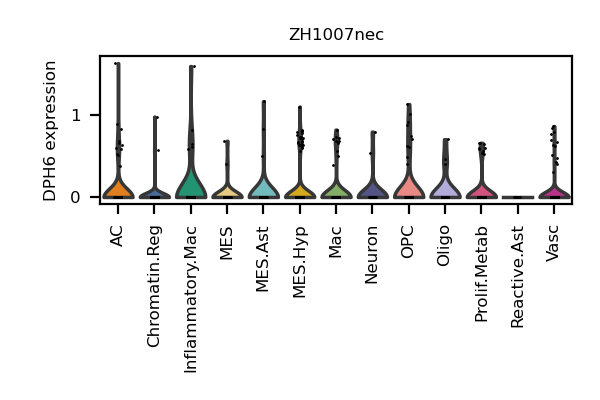 ZH1007nec
DPH6 expression
1
0
AC
Chromatin.Reg
Inflammatory.Mac
MES
MES.Ast
MES.Hyp
Mac
Neuron
OPC
Oligo
Prolif.Metab
Reactive.Ast
Vasc